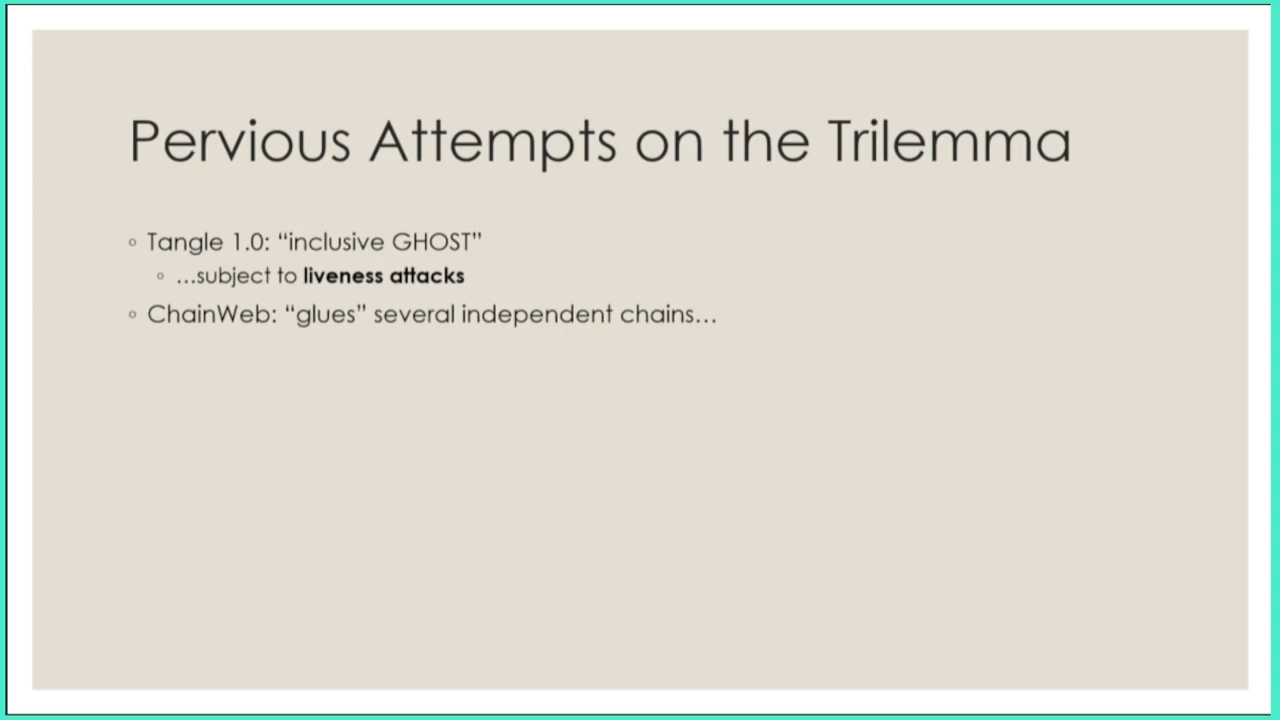 Pervious Attempts on the Trilemma
◦ Tangle 1.0: “inclusive GHOST”
◦ …subject to liveness attacks
◦ ChainWeb: “glues” several independent chains…